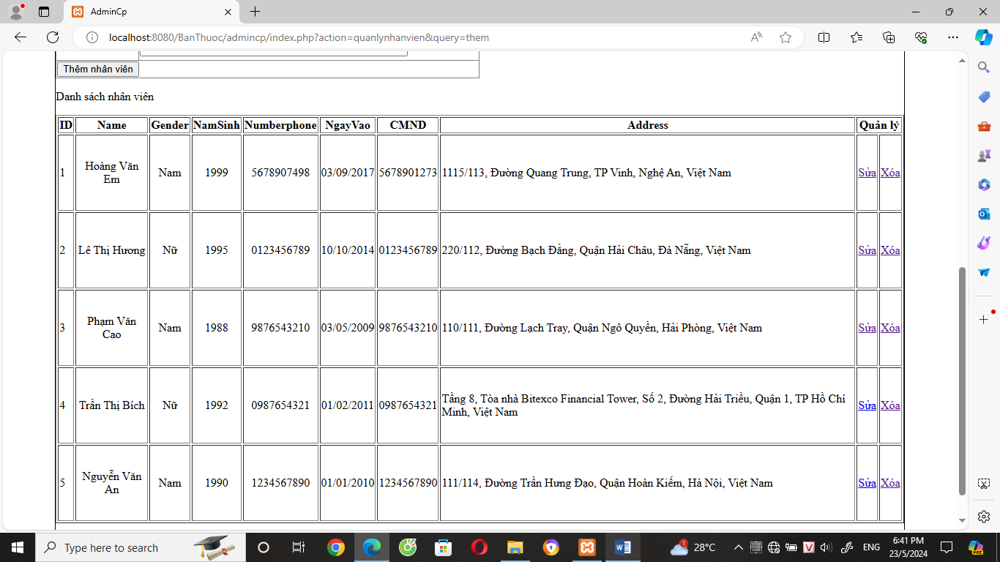 AdminCp
localhost:8080/BanThuoc/admincp/index.php?action=quanlynhanvien&query=them
Thêm nhân viên
Danh sách nhân viên
ID Name Gender NamSinh Numberphone NgayVao CMND Address Quản lý
1 Hoàng Văn Em Nam 1999 5678907498 03/09/2017 5678901273 1115/113, Đường Quang Trung, TP Vinh, Nghệ An, Việt Nam Sửa Xóa
2 Lê Thị Hương Nữ 1995 0123456789 10/10/2014 0123456789 220/112, Đường Bạch Đằng, Quận Hải Châu, Đà Nẵng, Việt Nam Sửa Xóa
3 Phạm Văn Cao Nam 1988 9876543210 03/05/2009 9876543210 110/111, Đường Lạch Tray, Quận Ngô Quyền, Hải Phòng, Việt Nam Sửa Xóa
4 Trần Thị Bích Nữ 1992 0987654321 01/02/2011 0987654321 Tầng 8, Tòa nhà Bitexco Financial Tower, Số 2, Đường Hải Triều, Quận 1, TP Hồ Chí Minh, Việt Nam Sửa Xóa
5 Nguyễn Văn An Nam 1990 1234567890 01/01/2010 1234567890 111/114, Đường Trần Hưng Đạo, Quận Hoàn Kiếm, Hà Nội, Việt Nam Sửa Xóa
Type here to search
1
28°C
V
ENG
6:41 PM
23/5/2024
PRE